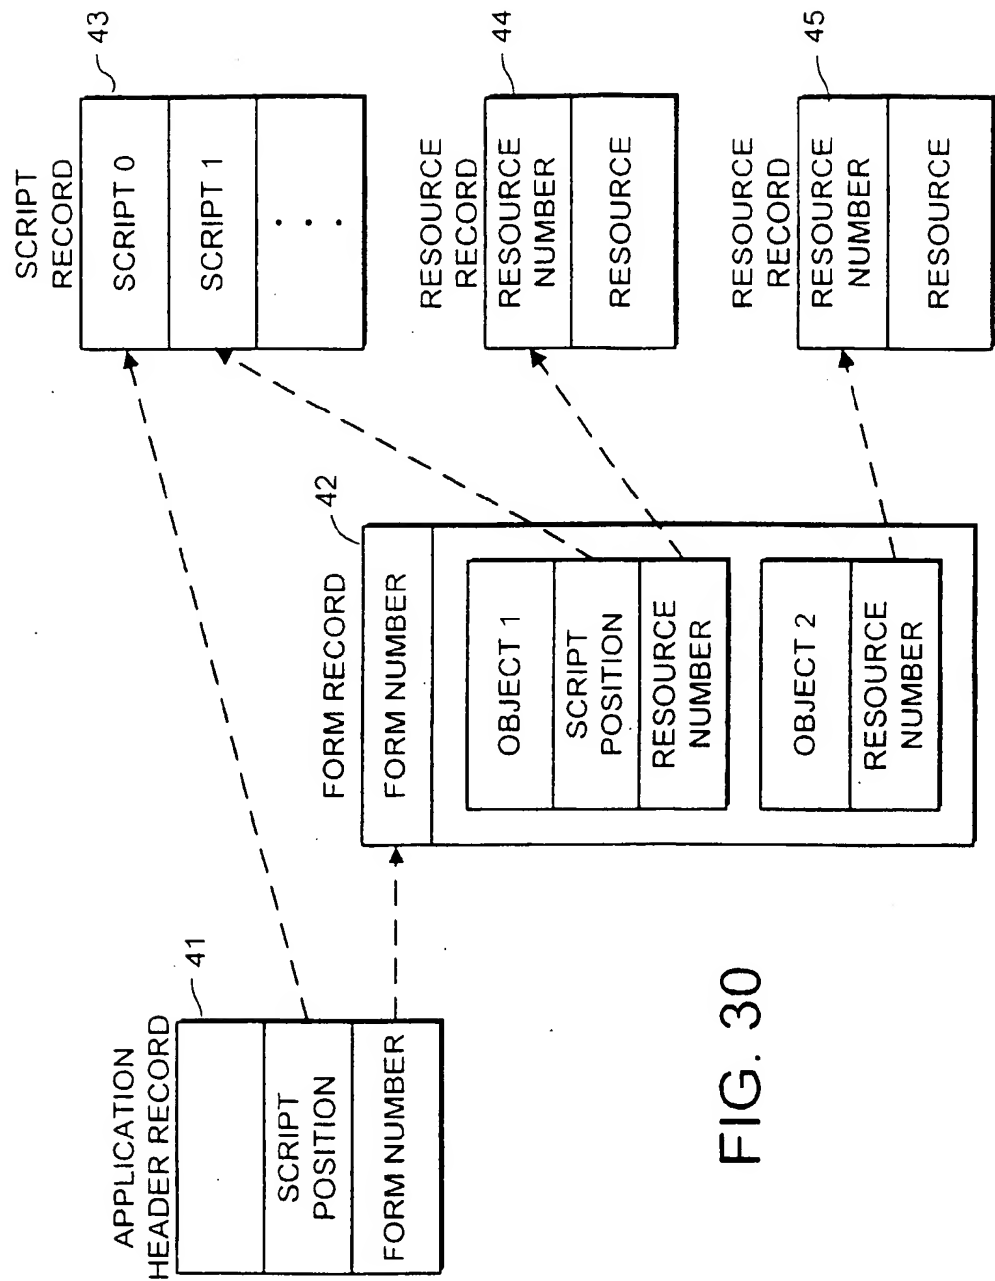 APPLICATION
HEADER RECORD
41
SCRIPT
POSITION
FORM NUMBER
FORM RECORD
42
FORM NUMBER
OBJECT 1
SCRIPT
POSITION
RESOURCE
NUMBER
OBJECT 2
RESOURCE
NUMBER
SCRIPT
RECORD
43
SCRIPT 0
SCRIPT 1
. . .
RESOURCE
RECORD
44
RESOURCE
NUMBER
RESOURCE
RESOURCE
RECORD
45
RESOURCE
NUMBER
RESOURCE
FIG. 30